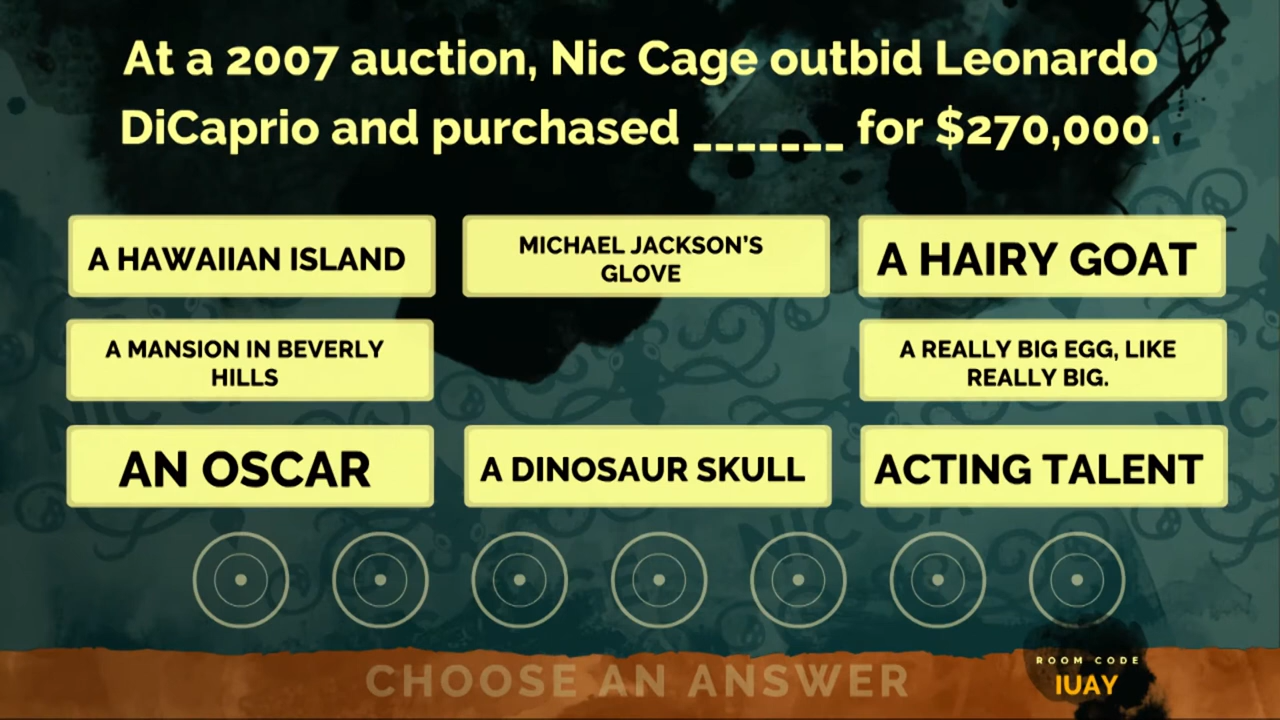 At a 2007 auction, Nic Cage outbid Leonardo
DiCaprio and purchased _______ for $270,000.
A HAWAIIAN ISLAND
MICHAEL JACKSON'S
GLOVE
A HAIRY GOAT
A MANSION IN BEVERLY
HILLS
A REALLY BIG EGG, LIKE
REALLY BIG.
AN OSCAR
A DINOSAUR SKULL
ACTING TALENT
CHOOSE AN ANSWER
ROOM CODE
IUAY